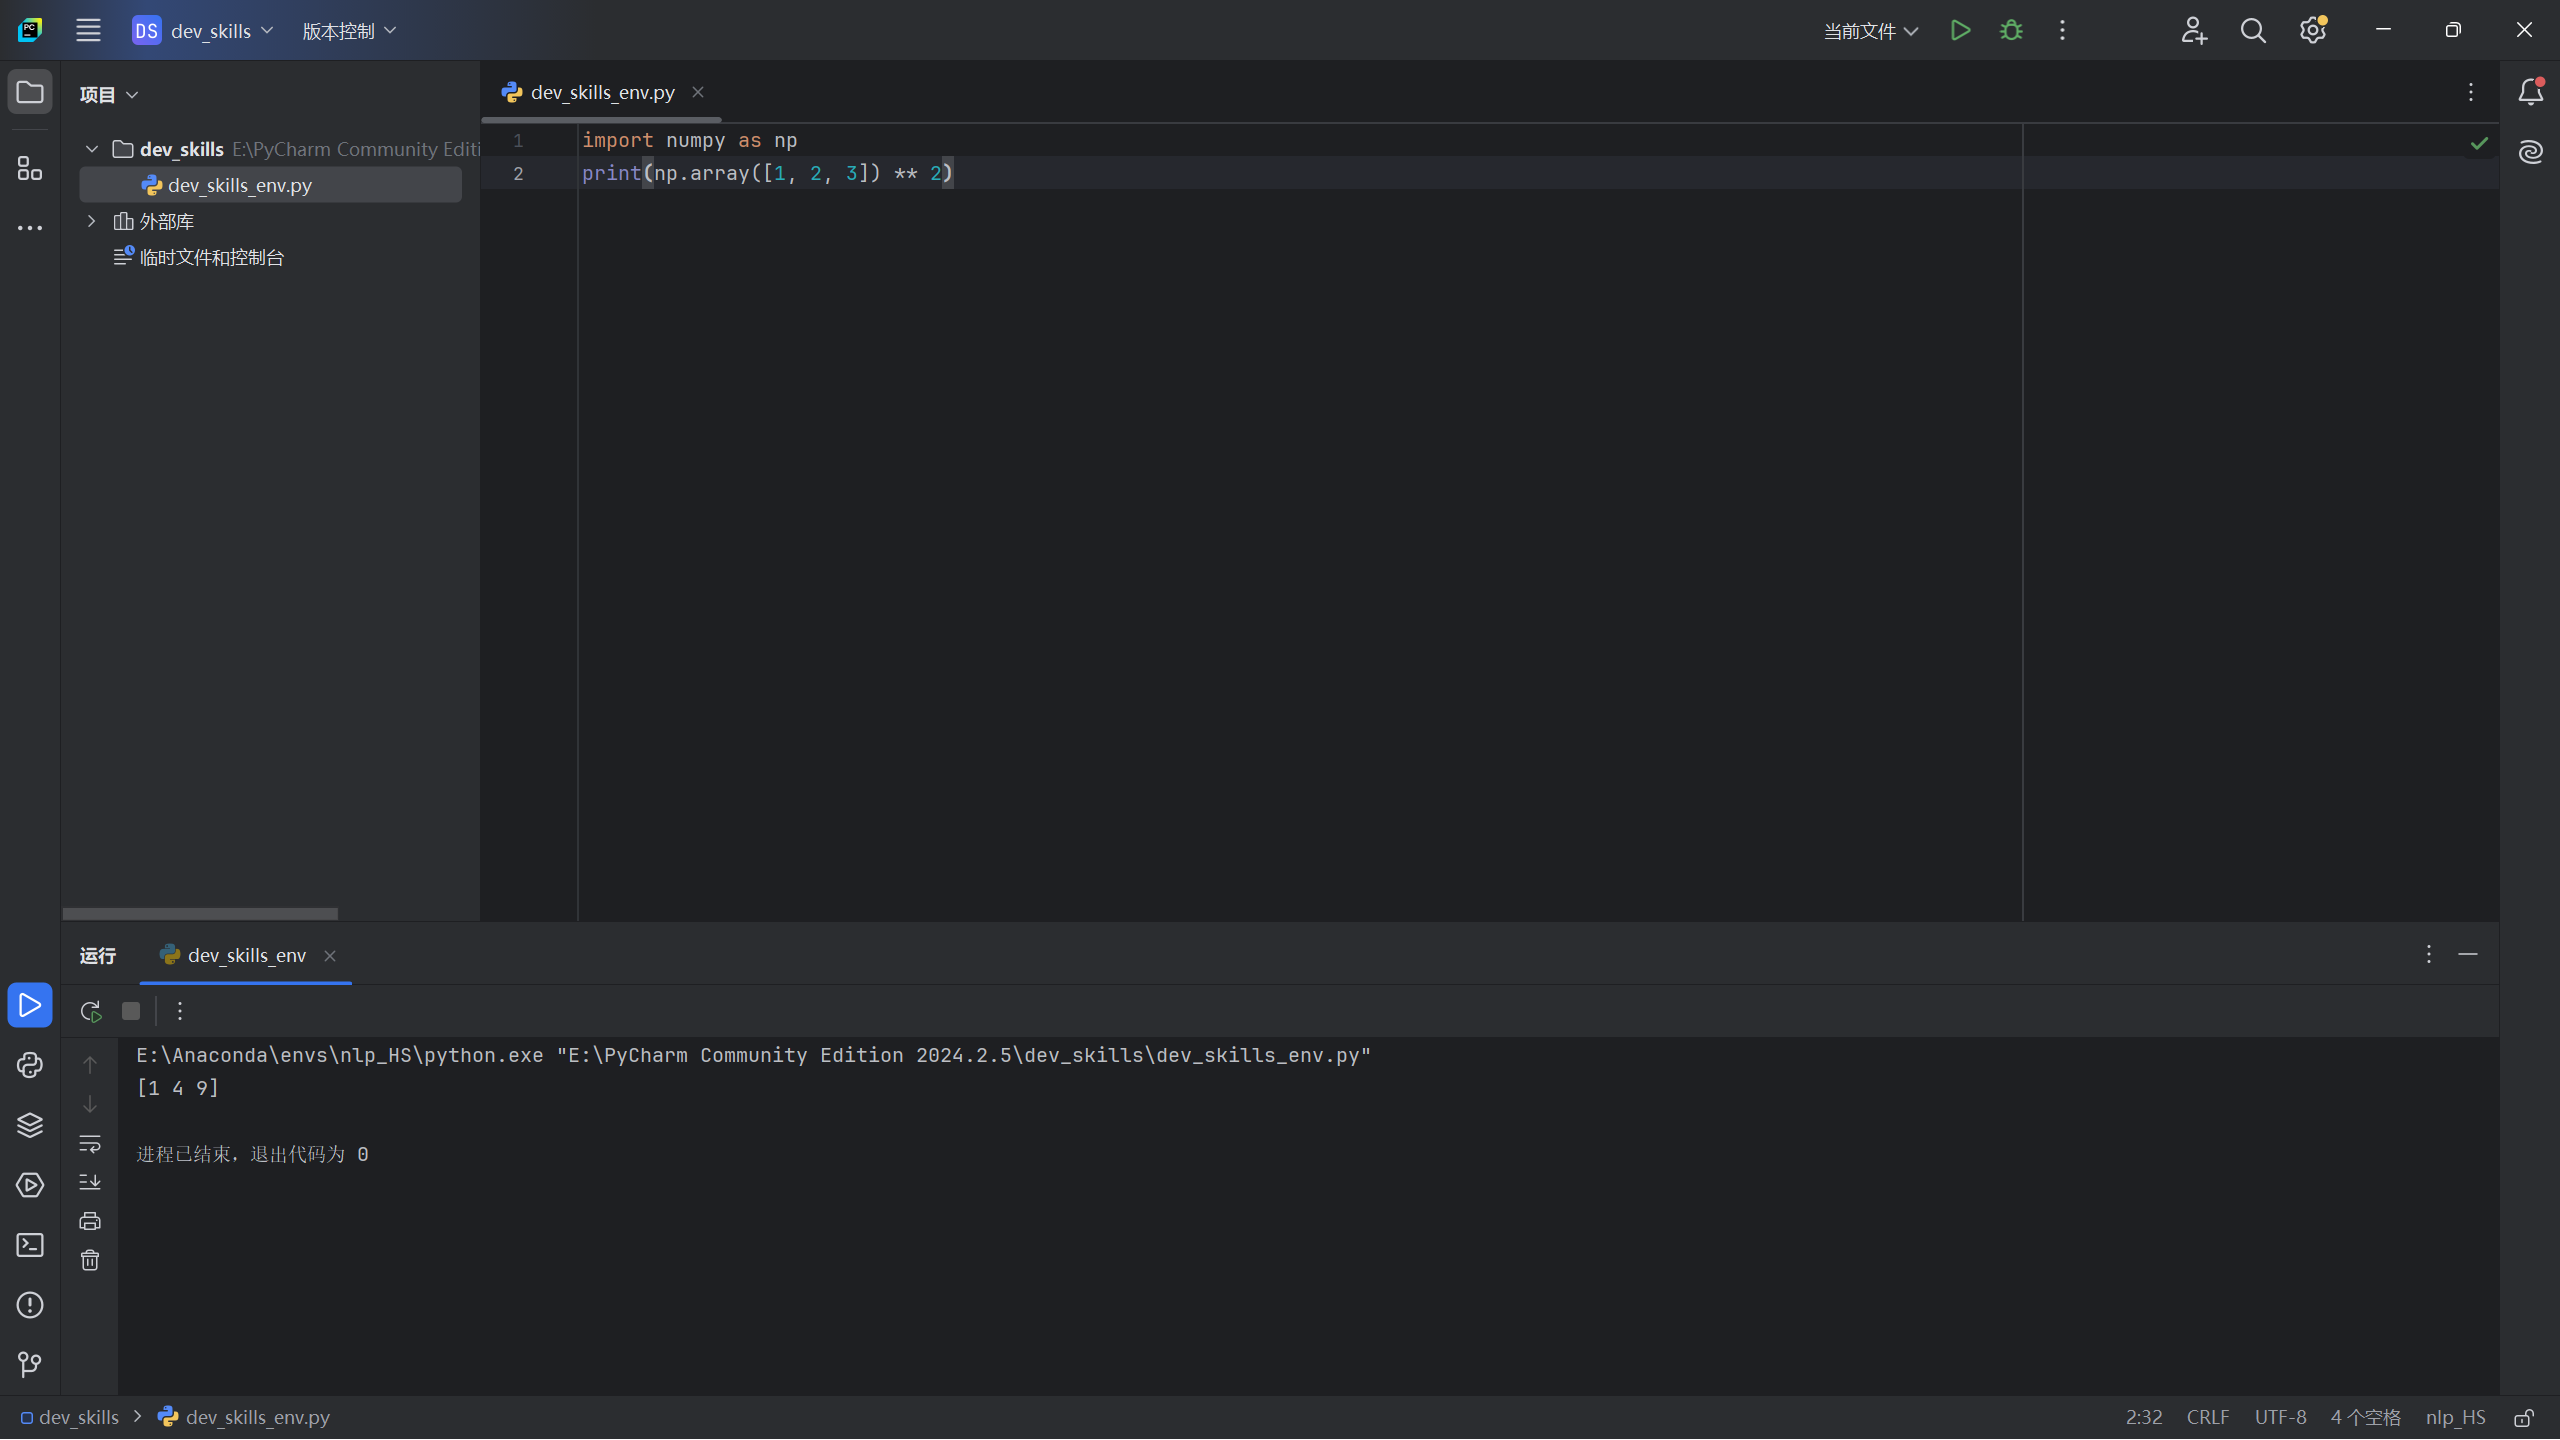 PC
DS dev_skills 版本控制 当前文件
项目
dev_skills E:\PyCharm Community Editi
dev_skills_env.py
外部库
临时文件和控制台
dev_skills_env.py
1 import numpy as np
2 print(np.array([1, 2, 3]) ** 2)
运行 dev_skills_env
E:\Anaconda\envs\nlp_HS\python.exe "E:\PyCharm Community Edition 2024.2.5\dev_skills\dev_skills_env.py"
[1 4 9]
进程已结束，退出代码为 0
dev_skills dev_skills_env.py 2:32 CRLF UTF-8 4 个空格 nlp_HS